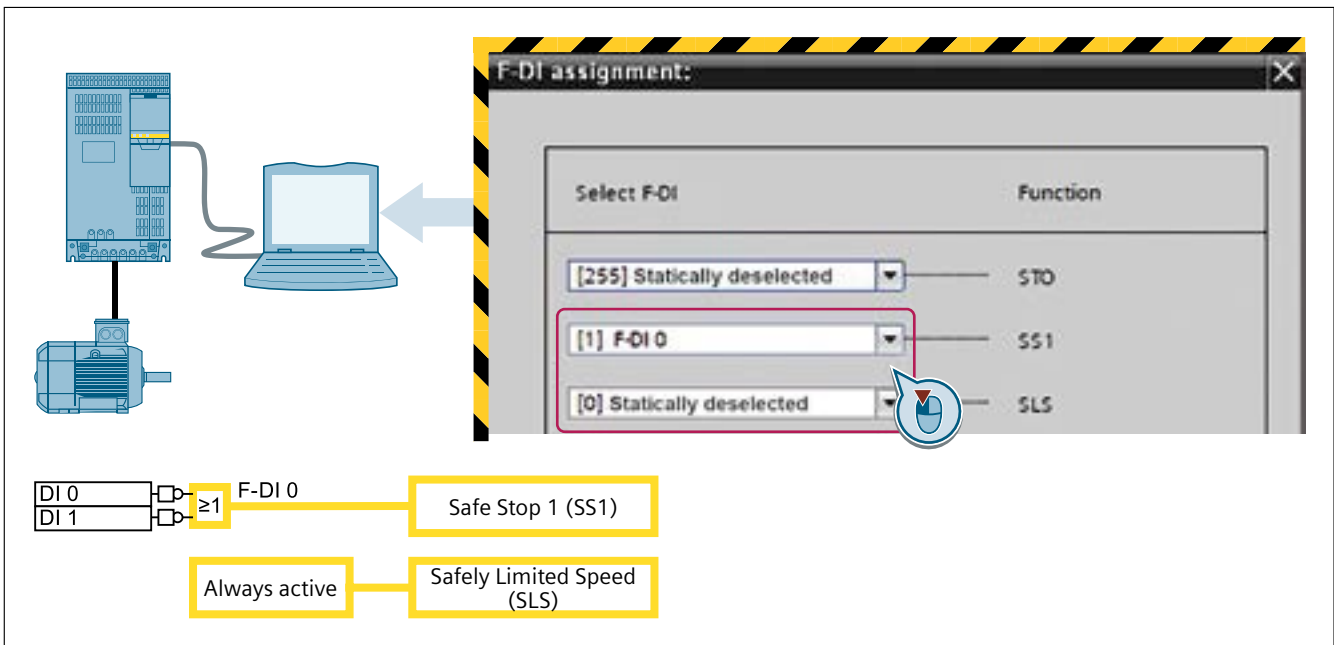 F-DI assignment:
Select F-DI Function
[255] Statically deselected STO
[1] F-DI 0 SS1
[0] Statically deselected SLS
DI 0
DI 1
≥1
F-DI 0
Safe Stop 1 (SS1)
Always active
Safely Limited Speed
(SLS)